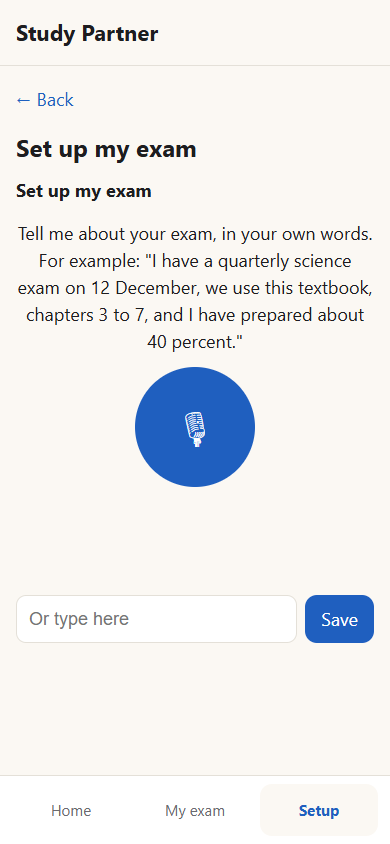 Study Partner
← Back
Set up my exam
Set up my exam
Tell me about your exam, in your own words.
For example: "I have a quarterly science
exam on 12 December, we use this textbook,
chapters 3 to 7, and I have prepared about
40 percent."
Or type here
Save
Home
My exam
Setup